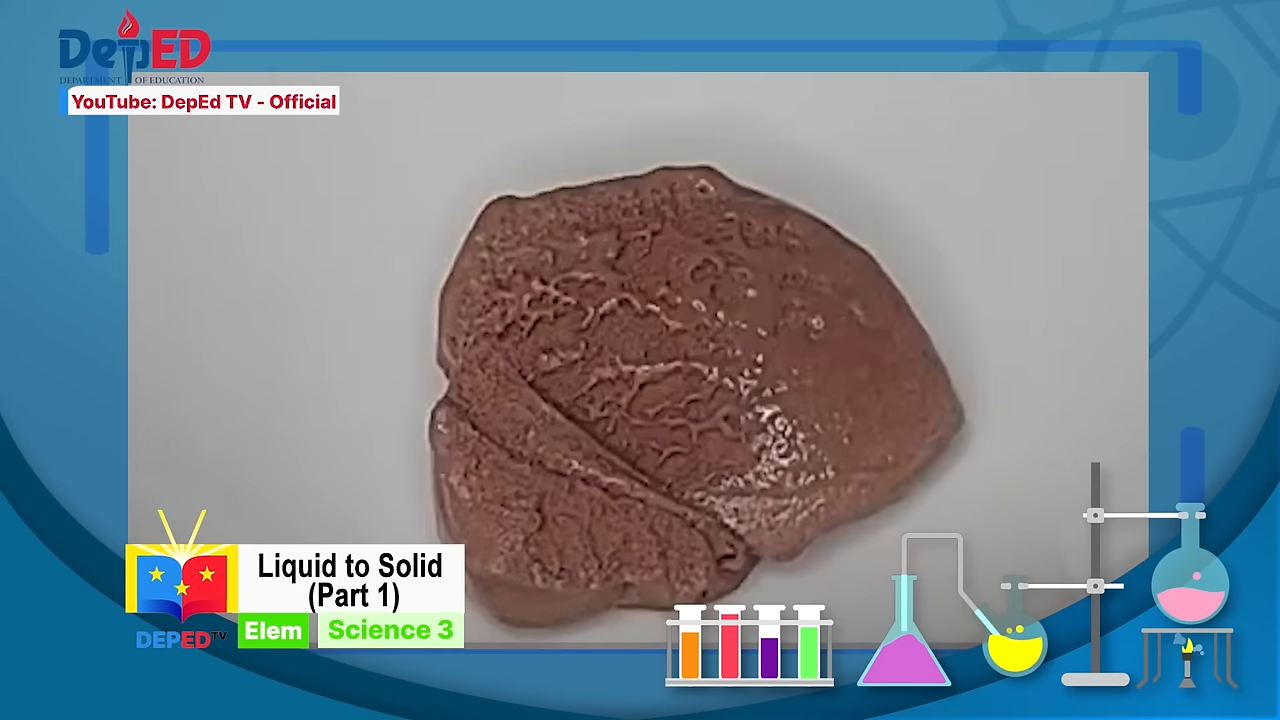 DepED
DEPARTMENT OF EDUCATION
YouTube: DepEd TV - Official
Liquid to Solid
(Part 1)
DEPED TV
Elem
Science 3